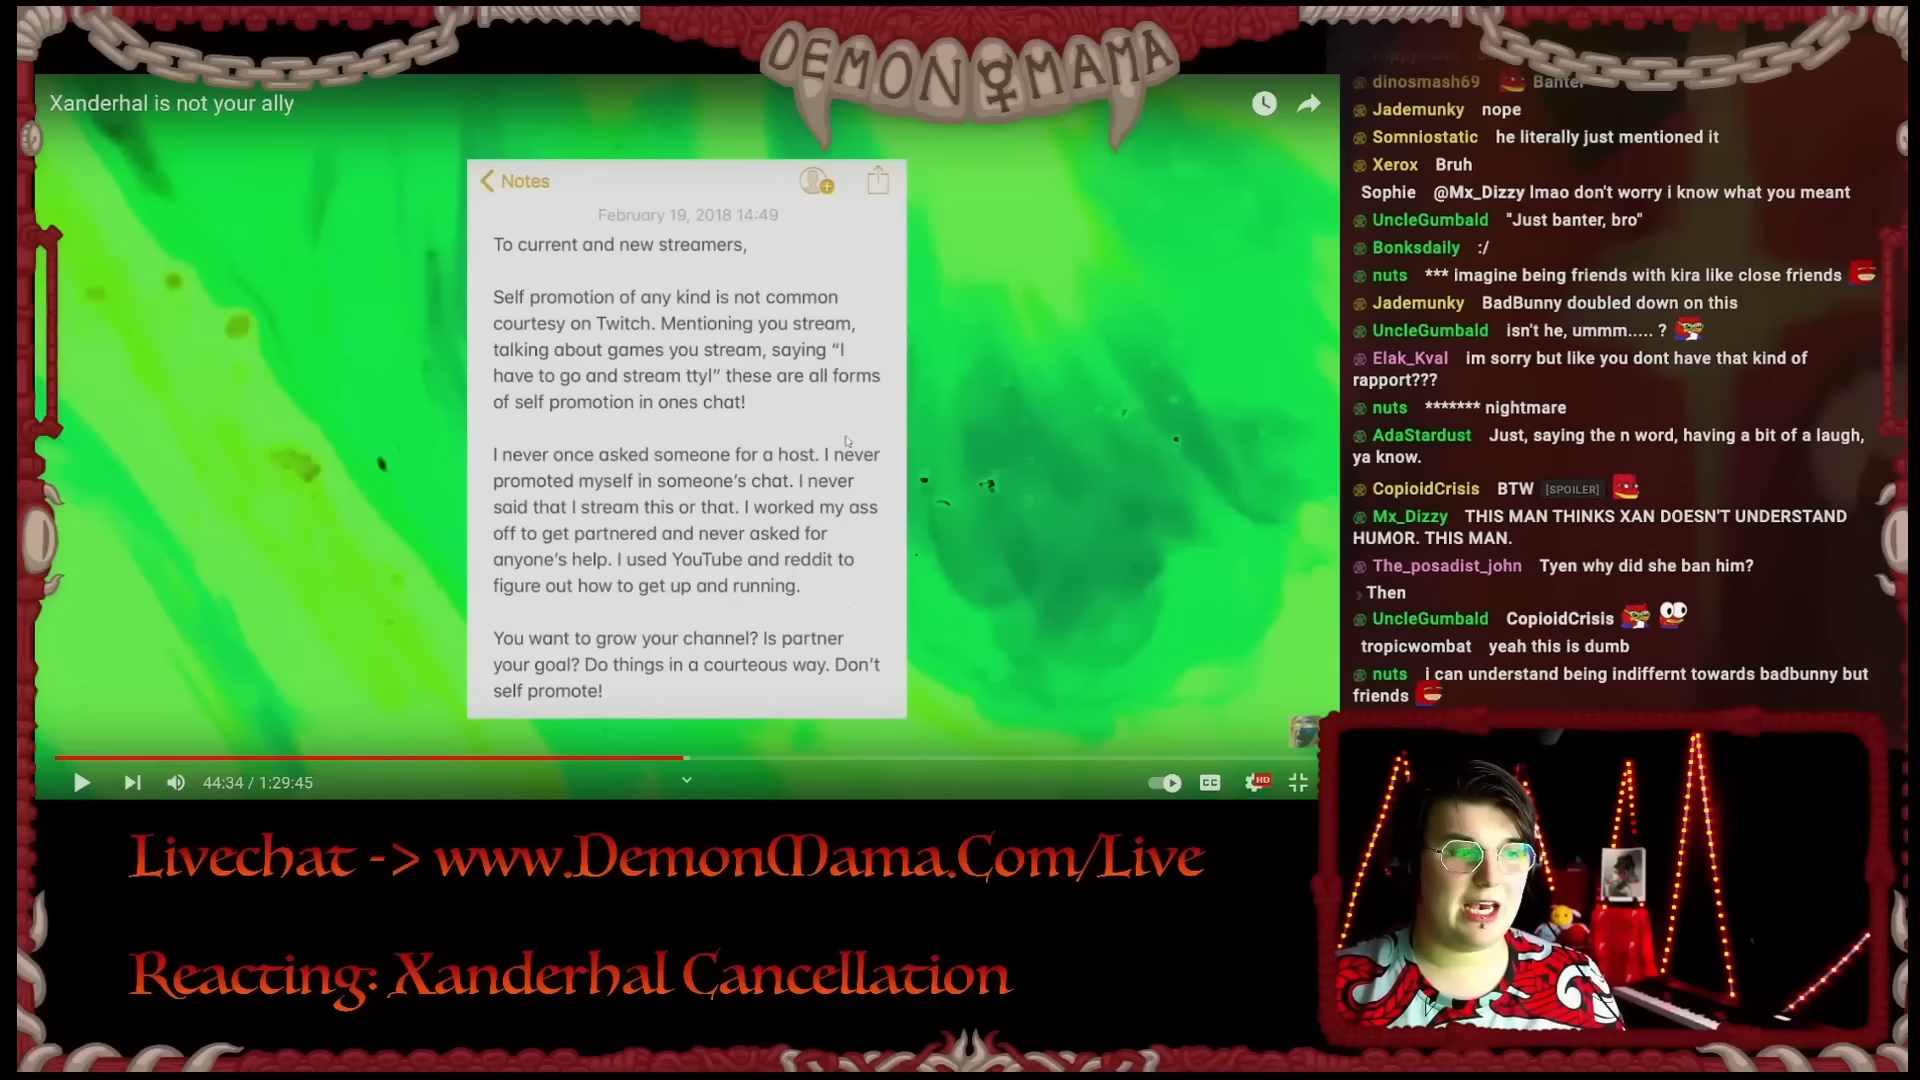 DEMON MAMA
Xanderhal is not your ally
Notes
February 19, 2018 14:49
To current and new streamers,
Self promotion of any kind is not common
courtesy on Twitch. Mentioning you stream,
talking about games you stream, saying “I
have to go and stream ttyl” these are all forms
of self promotion in ones chat!
I never once asked someone for a host. I never
promoted myself in someone’s chat. I never
said that I stream this or that. I worked my ass
off to get partnered and never asked for
anyone’s help. I used YouTube and reddit to
figure out how to get up and running.
You want to grow your channel? Is partner
your goal? Do things in a courteous way. Don’t
self promote!
44:34 / 1:29:45
CC
HD
dinosmash69 Banter
Jademunky nope
Somniostatic he literally just mentioned it
Xerox Bruh
Sophie @Mx_Dizzy lmao don't worry i know what you meant
UncleGumbald "Just banter, bro"
Bonksdaily :/
nuts *** imagine being friends with kira like close friends
Jademunky BadBunny doubled down on this
UncleGumbald isn't he, ummm..... ?
Elak_Kval im sorry but like you dont have that kind of
rapport???
nuts ******* nightmare
AdaStardust Just, saying the n word, having a bit of a laugh,
ya know.
CopioidCrisis BTW [SPOILER]
Mx_Dizzy THIS MAN THINKS XAN DOESN'T UNDERSTAND
HUMOR. THIS MAN.
The_posadist_john Tyen why did she ban him?
Then
UncleGumbald CopioidCrisis
tropicwombat yeah this is dumb
nuts i can understand being indiffernt towards badbunny but
friends
Livechat -> www.DemonMama.Com/Live
Reacting: Xanderhal Cancellation